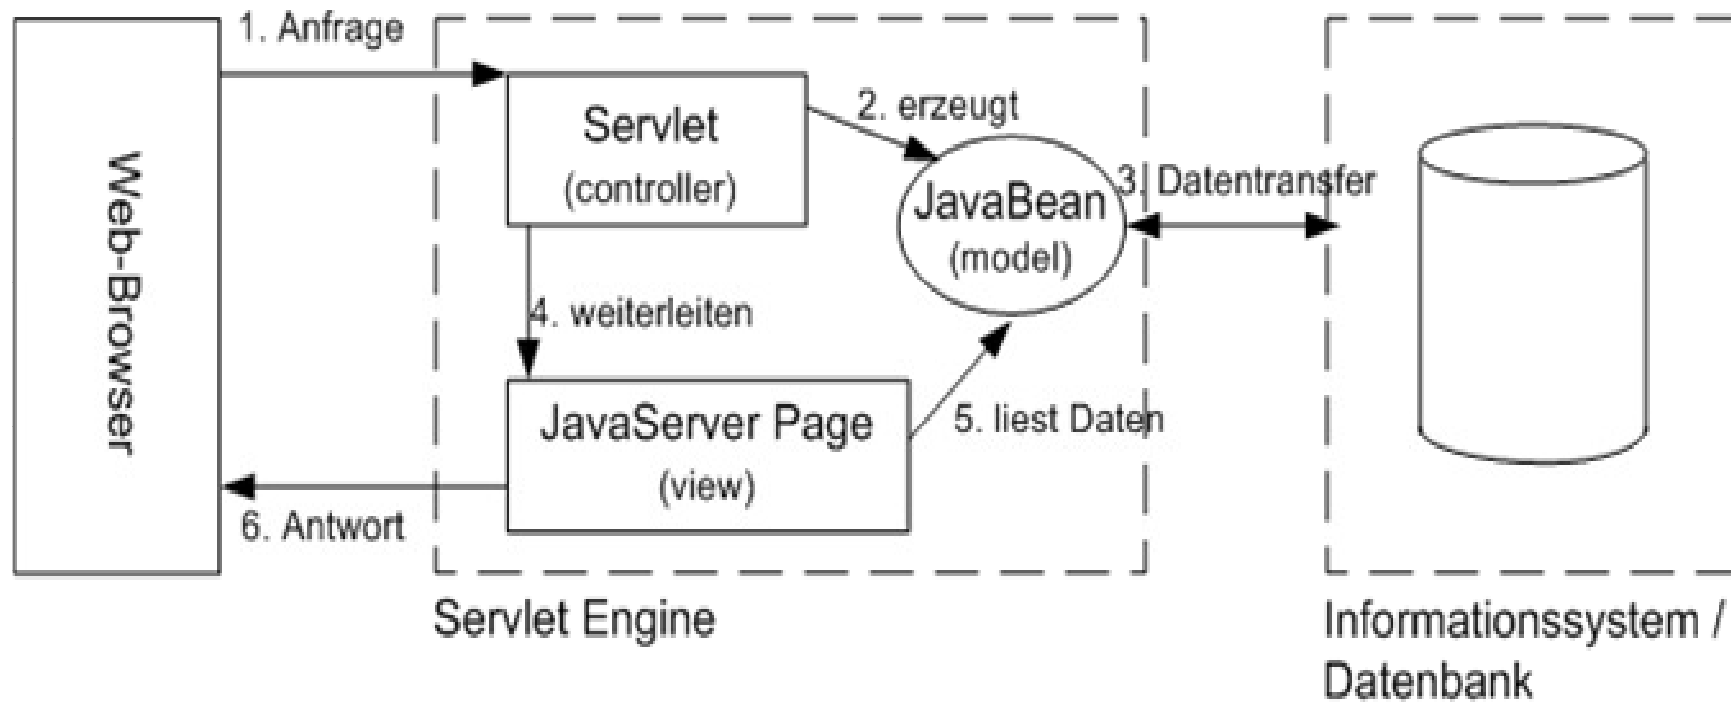 1. Anfrage
Servlet
(controller)
2. erzeugt
JavaBean
(model)
3. Datentransfer
Web-Browser
4. weiterleiten
JavaServer Page
(view)
5. liest Daten
6. Antwort
Servlet Engine
Informationssystem /
Datenbank